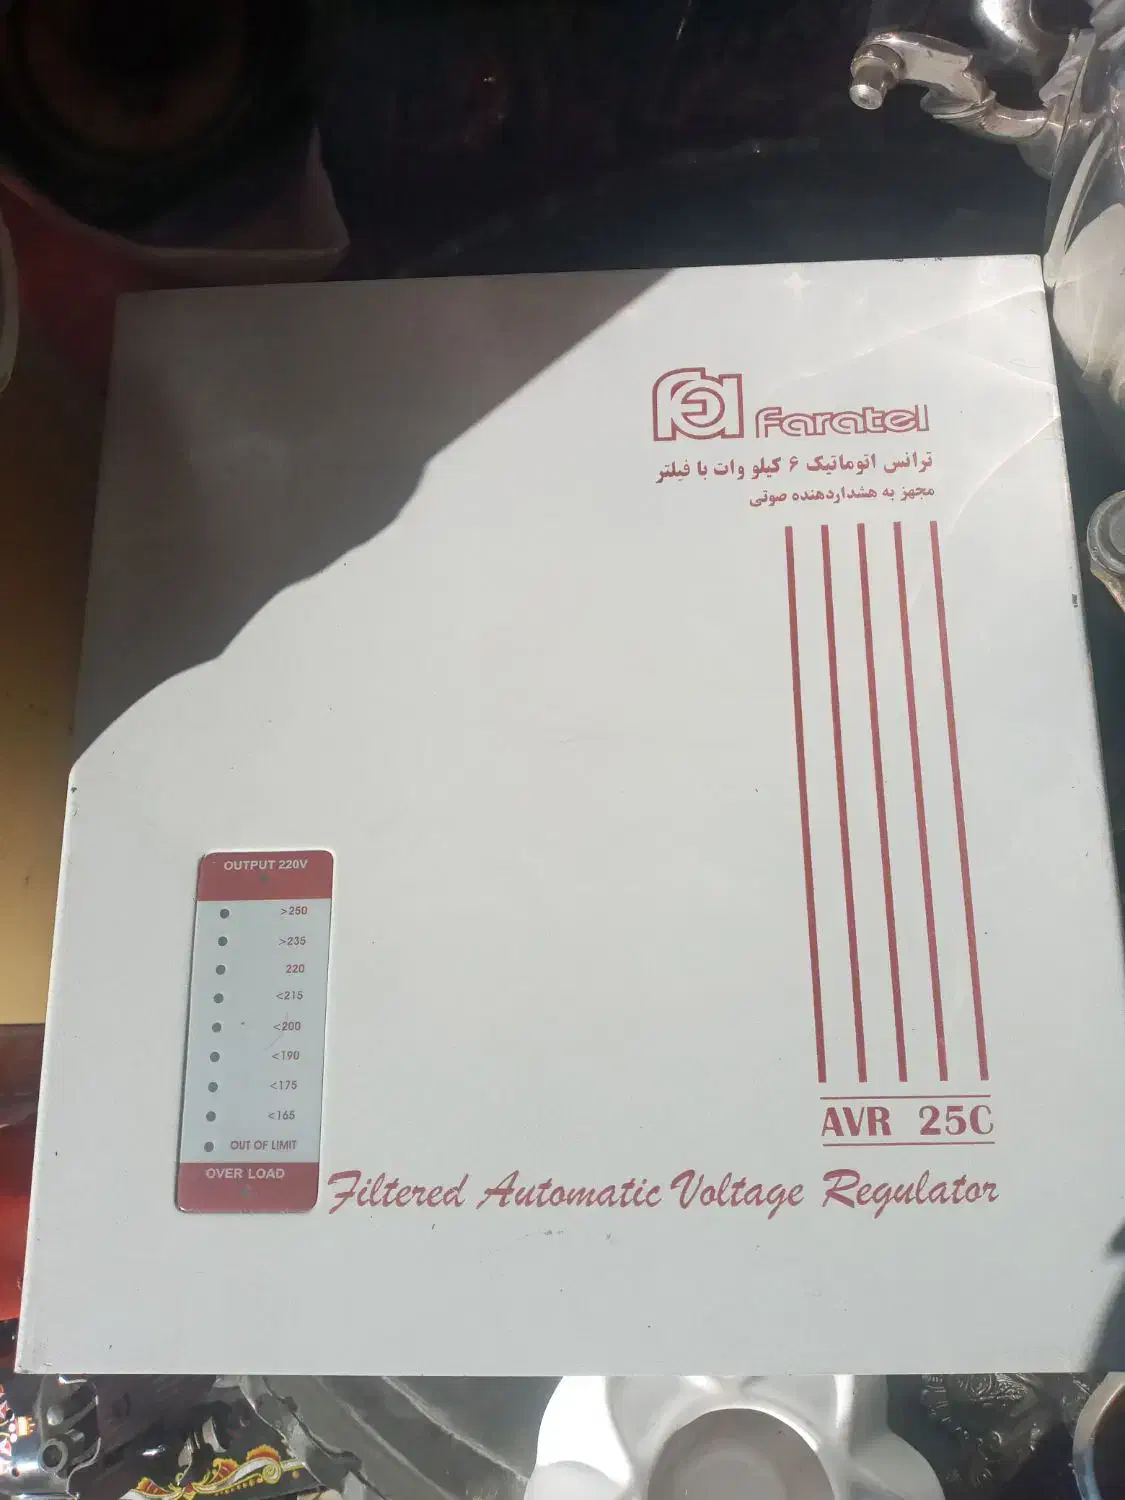 faratel
ترانس اتوماتیک ۶ کیلو وات با فیلتر
مجهز به هشداردهنده صوتی
OUTPUT 220V
>250
>235
220
<215
<200
<190
<175
<165
OUT OF LIMIT
OVER LOAD
AVR 25C
Filtered Automatic Voltage Regulator